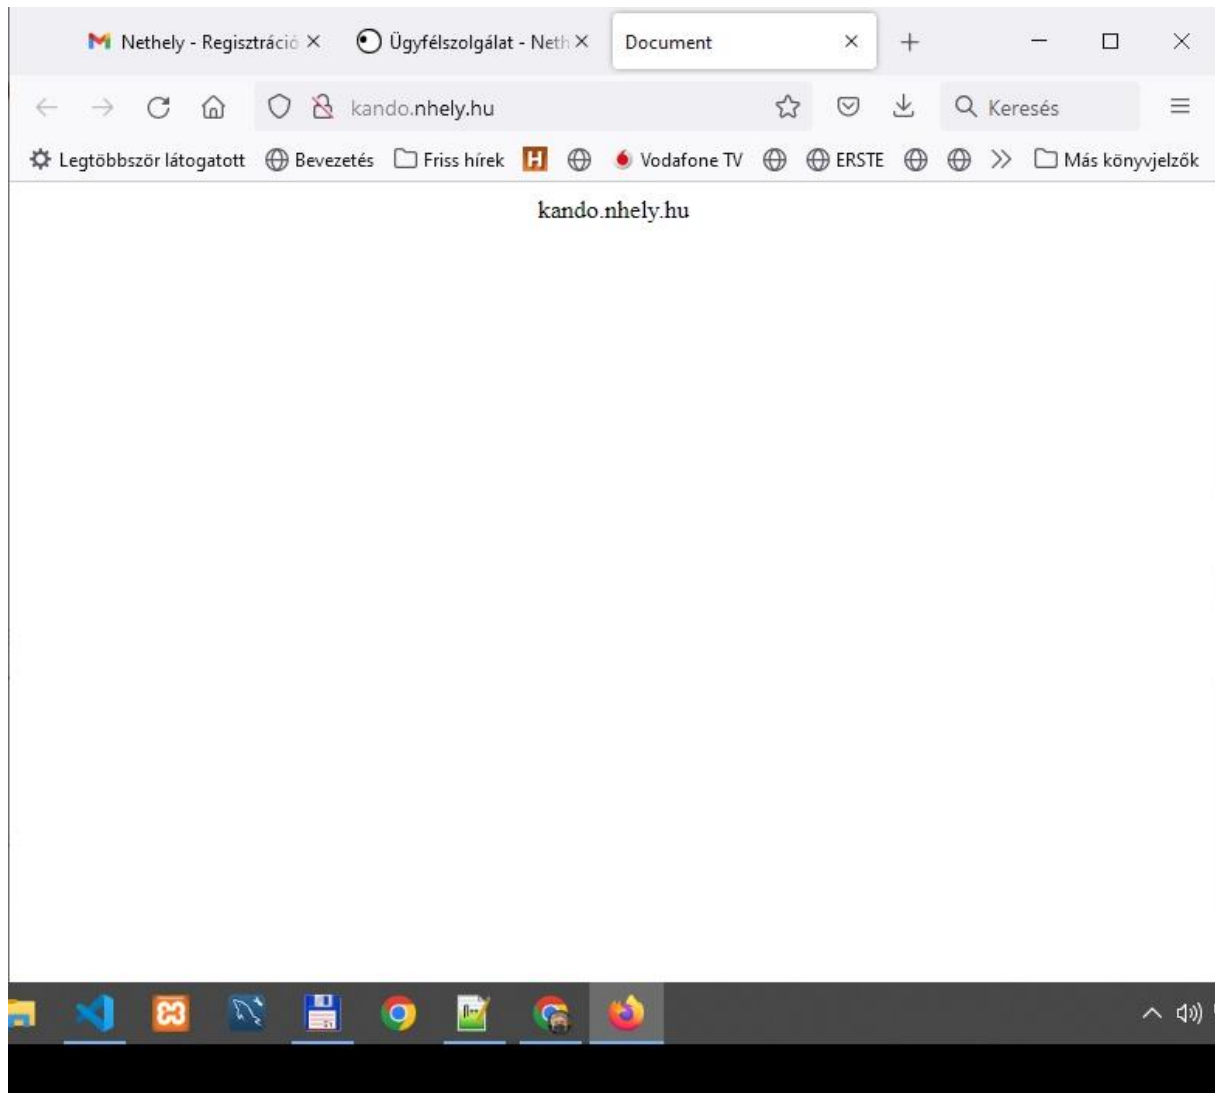 Nethely - Regisztráció
Ügyfélszolgálat - Neth
Document
kando.nhely.hu
Keresés
Legtöbbször látogatott
Bevezetés
Friss hírek
H
Vodafone TV
ERSTE
Más könyvjelzők
kando.nhely.hu